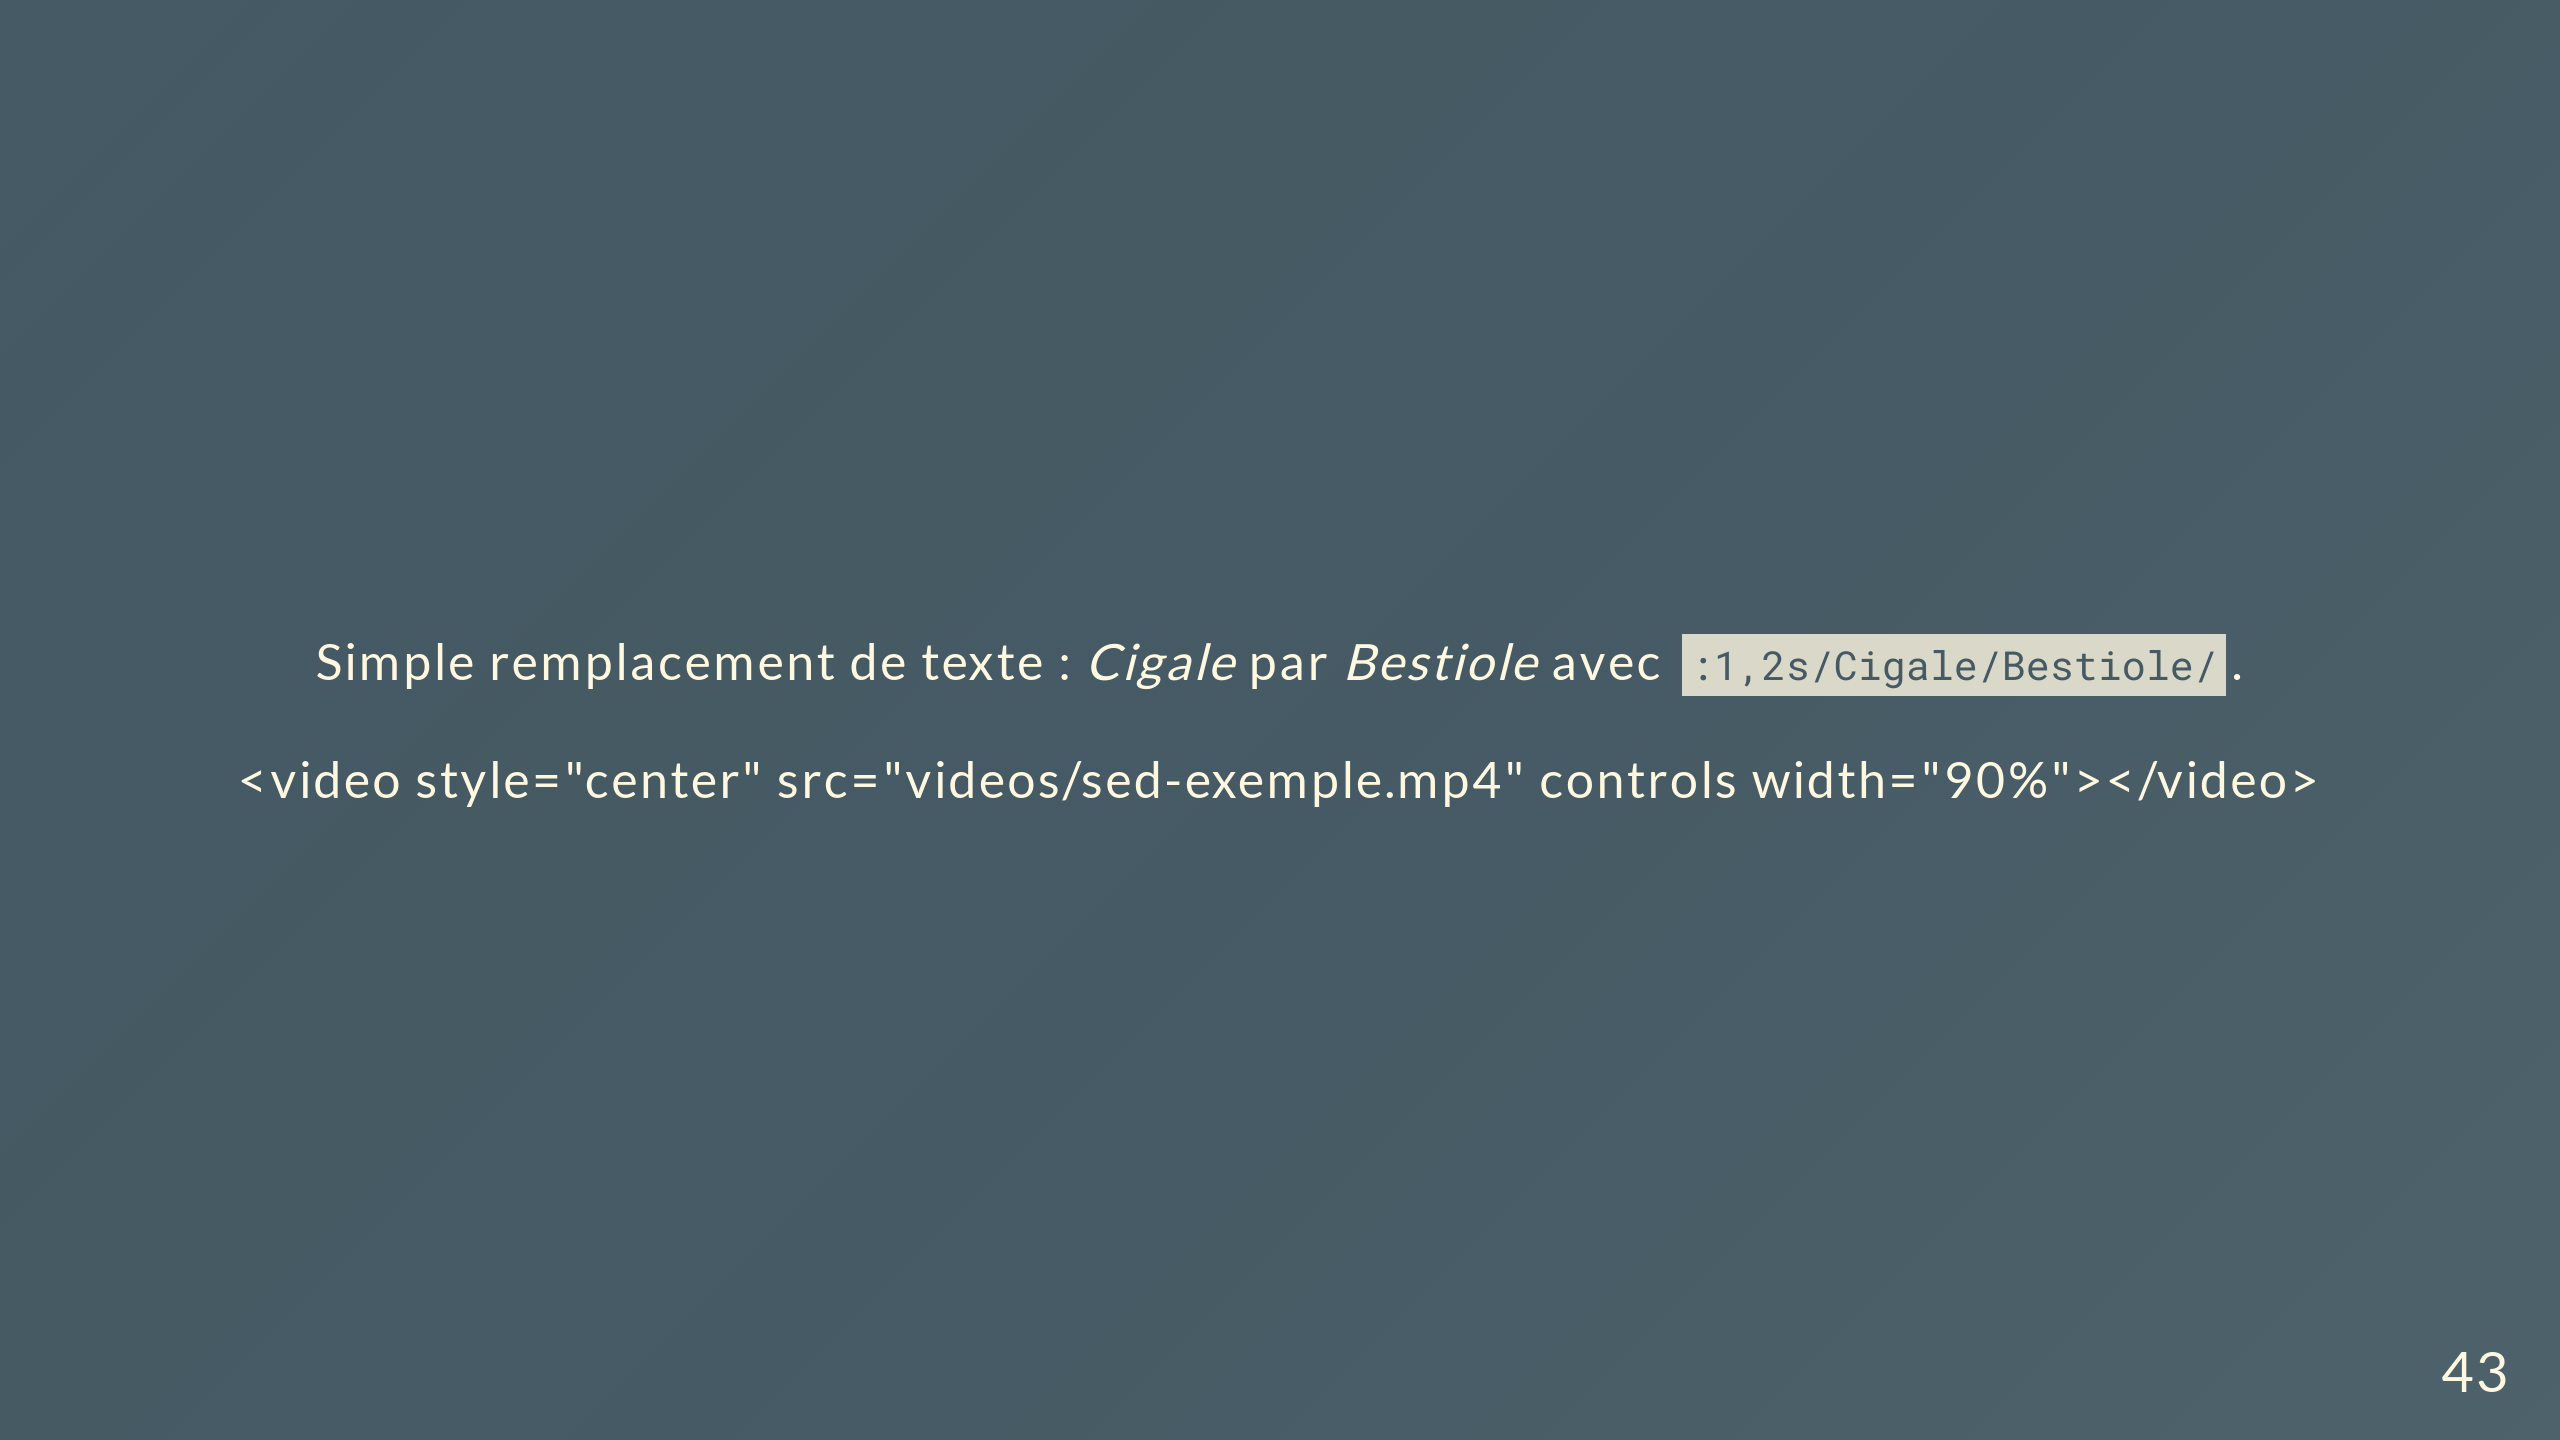 Simple remplacement de texte : Cigale par Bestiole avec :1,2s/Cigale/Bestiole/.
<video style="center" src="videos/sed-exemple.mp4" controls width="90%"></video>
43